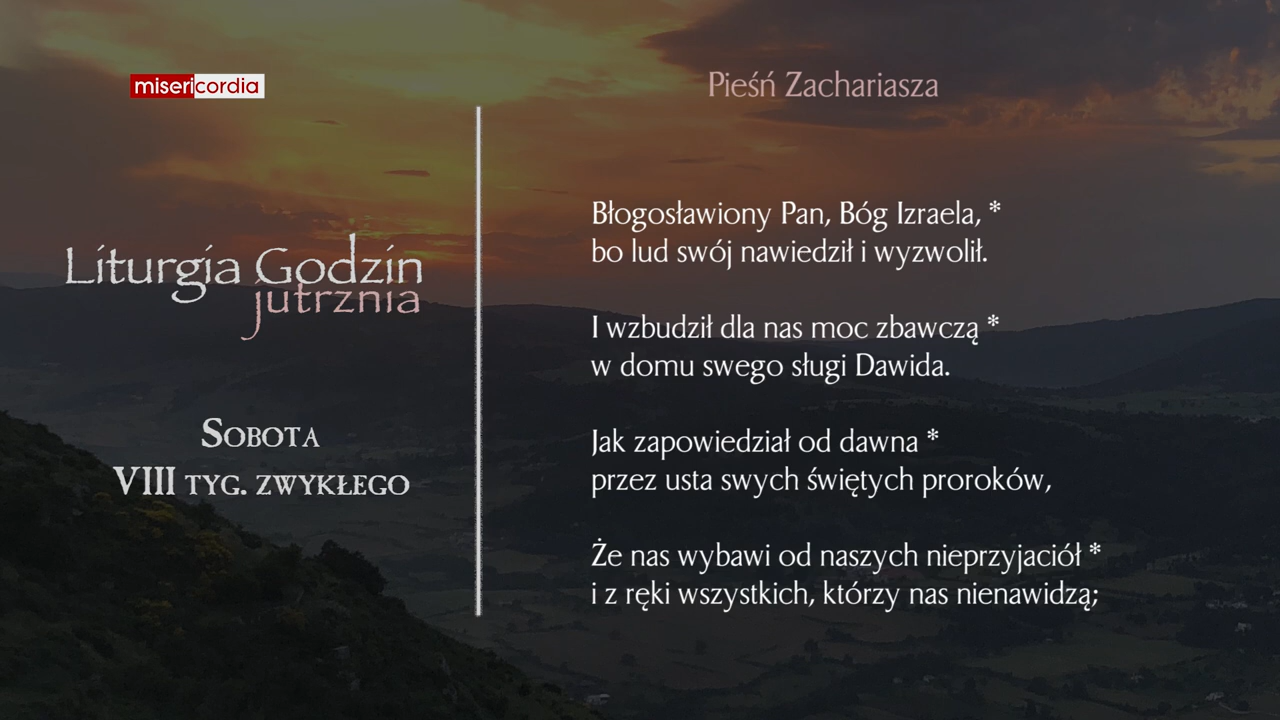 misericordia
Liturgia Godzin
jutrznia
Sobota
VIII tyg. zwykłego
Pieśń Zachariasza
Błogosławiony Pan, Bóg Izraela, *
bo lud swój nawiedził i wyzwolił.
I wzbudził dla nas moc zbawczą *
w domu swego sługi Dawida.
Jak zapowiedział od dawna *
przez usta swych świętych proroków,
Że nas wybawi od naszych nieprzyjaciół *
i z ręki wszystkich, którzy nas nienawidzą;